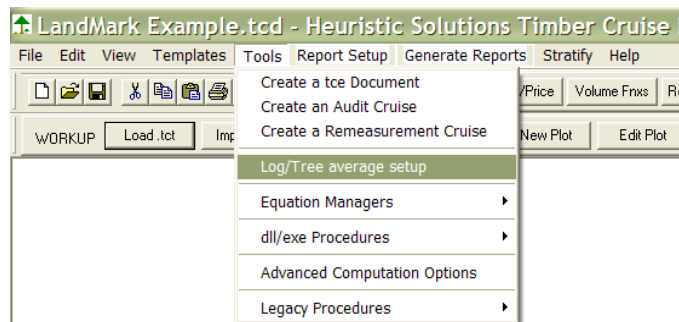 LandMark Example.tcd - Heuristic Solutions Timber Cruise
File Edit View Templates Tools Report Setup Generate Reports Stratify Help
Create a tce Document
/Price Volume Fnxs
Create an Audit Cruise
Create a Remeasurement Cruise
WORKUP Load .tct Imp New Plot Edit Plot
Log/Tree average setup
Equation Managers
dll/exe Procedures
Advanced Computation Options
Legacy Procedures